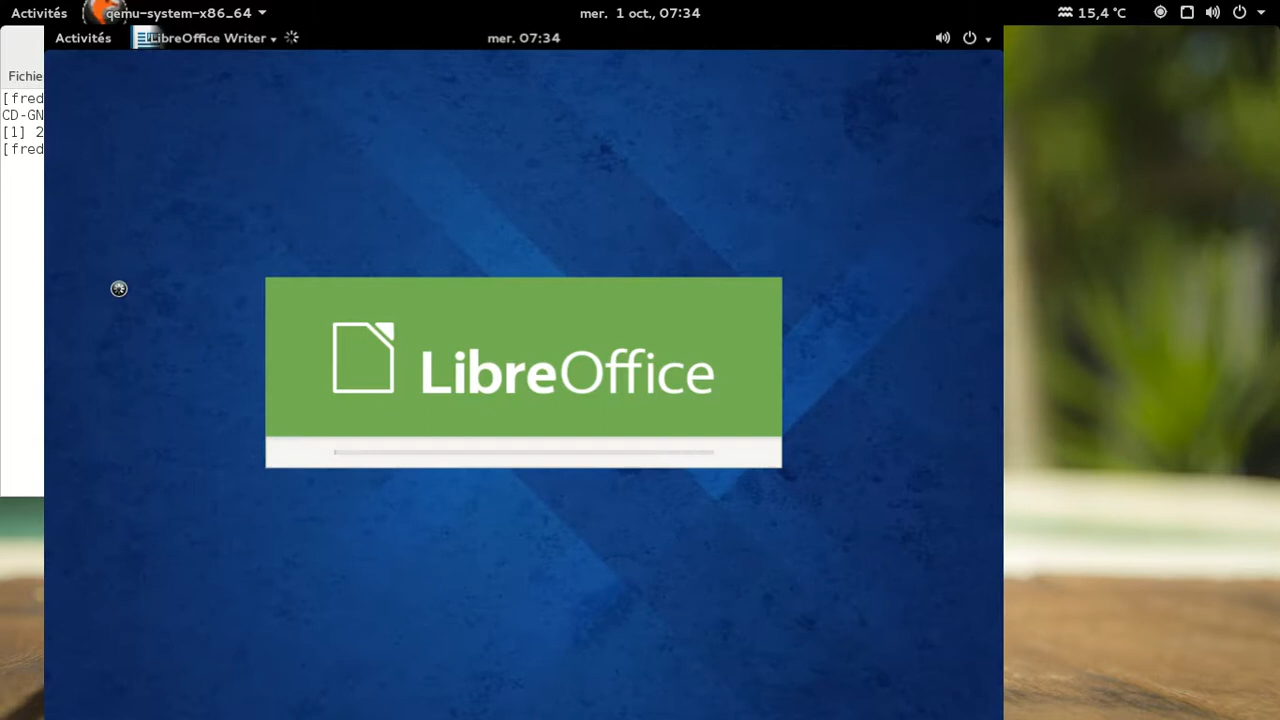 Activités qemu-system-x86_64 mer. 1 oct., 07:34 15,4 °C
Activités LibreOffice Writer mer. 07:34
Fichie
[fred
CD-GN
[1] 2
[fred
LibreOffice